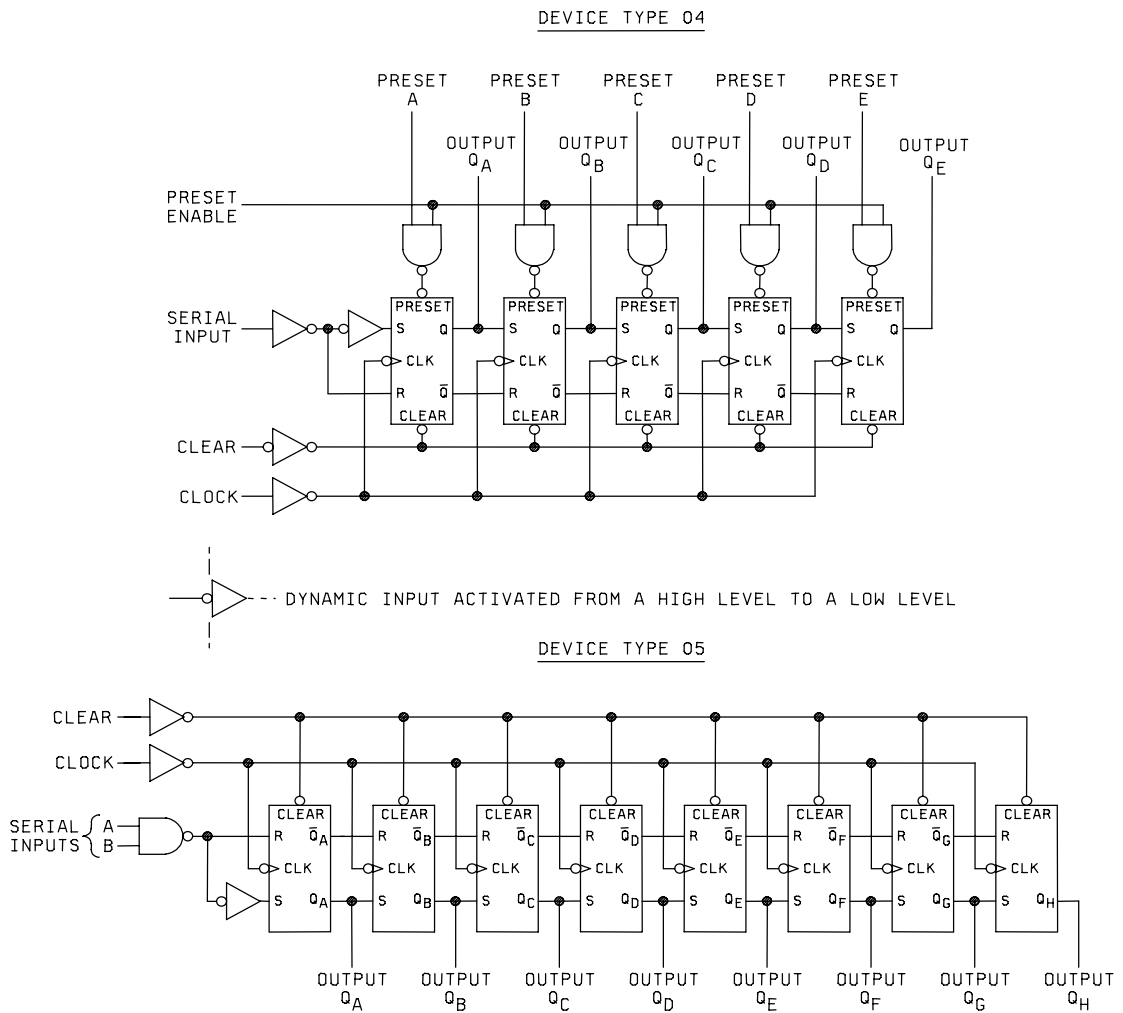 DEVICE TYPE 04
PRESET A
PRESET B
PRESET C
PRESET D
PRESET E
OUTPUT QA
OUTPUT QB
OUTPUT QC
OUTPUT QD
OUTPUT QE
PRESET
ENABLE
PRESET PRESET PRESET PRESET PRESET
SERIAL
INPUT
S Q S Q S Q S Q S Q
CLK CLK CLK CLK CLK
R Q̅ R Q̅ R Q̅ R Q̅ R Q̅
CLEAR CLEAR CLEAR CLEAR CLEAR
CLEAR
CLOCK
DYNAMIC INPUT ACTIVATED FROM A HIGH LEVEL TO A LOW LEVEL
DEVICE TYPE 05
CLEAR
CLOCK
SERIAL A
INPUTS B
CLEAR CLEAR CLEAR CLEAR CLEAR CLEAR CLEAR CLEAR
R Q̅A R Q̅B R Q̅C R Q̅D R Q̅E R Q̅F R Q̅G R
CLK CLK CLK CLK CLK CLK CLK CLK
S QA S QB S QC S QD S QE S QF S QG S QH
OUTPUT OUTPUT OUTPUT OUTPUT OUTPUT OUTPUT OUTPUT OUTPUT
QA QB QC QD QE QF QG QH